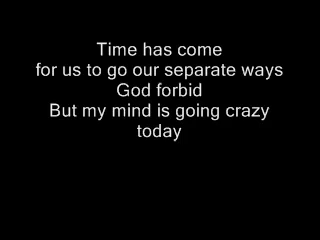 Time has come
for us to go our separate ways
God forbid
But my mind is going crazy
today